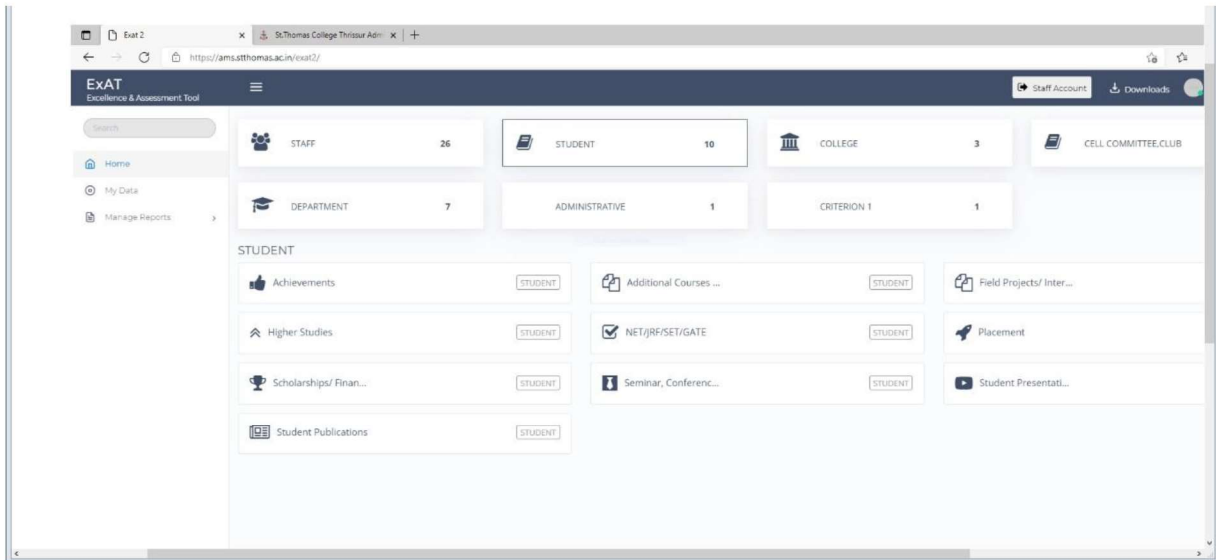 Exat 2
St.Thomas College Thrissur Adm
https://ams.stthomas.ac.in/exat2/
ExAT
Excellence & Assessment Tool
Staff Account
Downloads
Search
Home
My Data
Manage Reports
STAFF 26
STUDENT 10
COLLEGE 3
CELL COMMITTEE,CLUB
DEPARTMENT 7
ADMINISTRATIVE 1
CRITERION 1 1
STUDENT
Achievements STUDENT
Additional Courses ... STUDENT
Field Projects/ Inter...
Higher Studies STUDENT
NET/JRF/SET/GATE STUDENT
Placement
Scholarships/ Finan... STUDENT
Seminar, Conferenc... STUDENT
Student Presentati...
Student Publications STUDENT